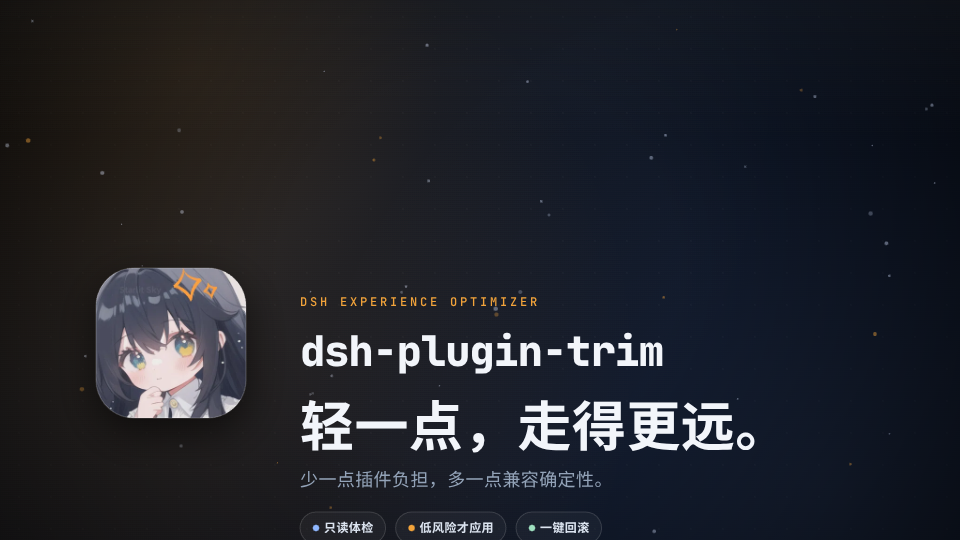 DSH EXPERIENCE OPTIMIZER
dsh-plugin-trim
轻一点，走得更远。
少一点插件负担，多一点兼容确定性。
只读体检 低风险才应用 一键回滚